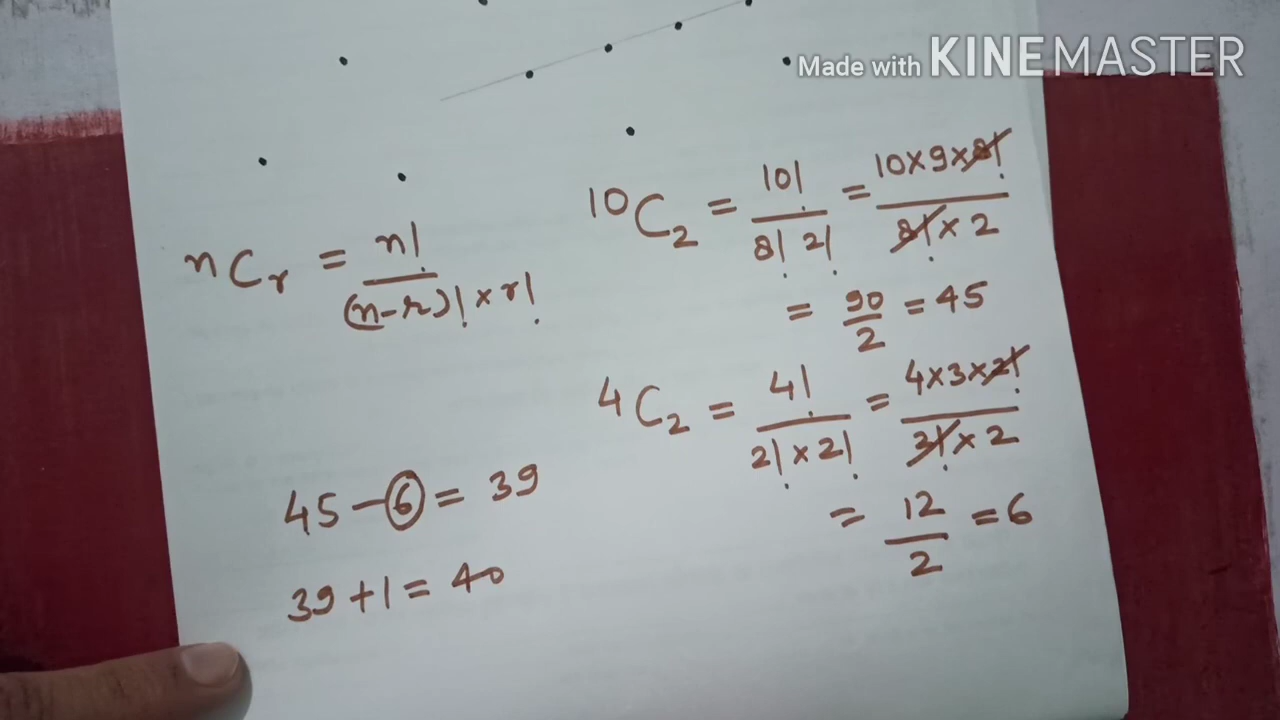 Made with KINEMASTER
nCr = n! / (n-r)! × r!
10C2 = 10! / 8! 2! = 10×9×8! / 8!×2
= 90/2 = 45
4C2 = 4! / 2!×2! = 4×3×2! / 3!×2
= 12/2 = 6
45 - 6 = 39
39 + 1 = 40